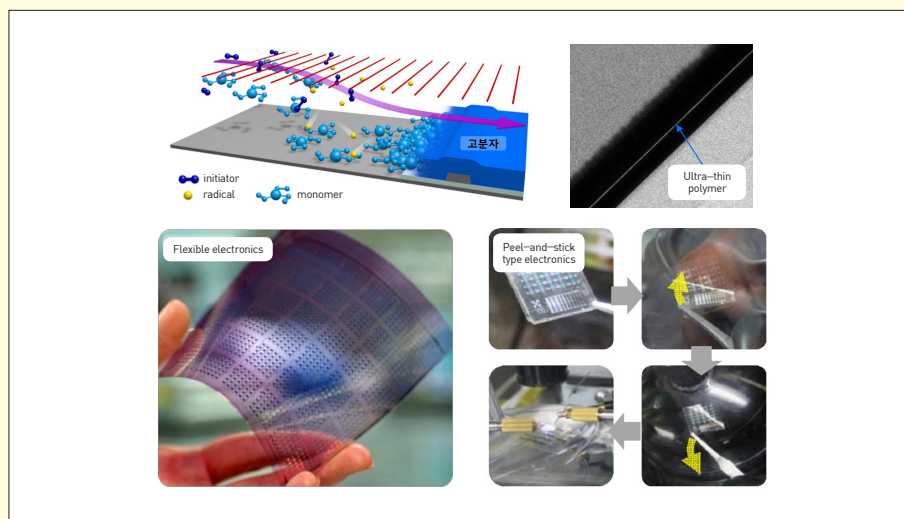 고분자
initiator
radical
monomer
Ultra-thin
polymer
Flexible electronics
Peel-and-stick
type electronics